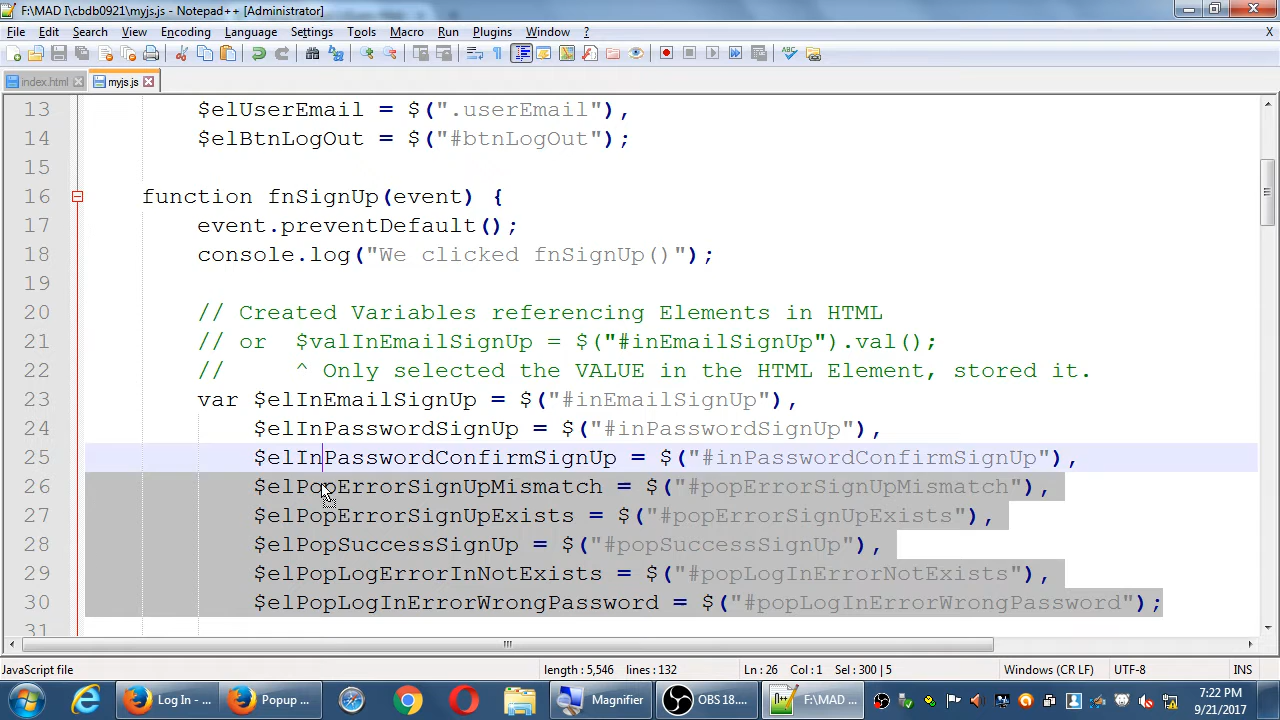 F:\MAD I\cbdb0921\myjs.js - Notepad++ [Administrator]
File Edit Search View Encoding Language Settings Tools Macro Run Plugins Window ? X
index.html myjs.js
13 $elUserEmail = $(".userEmail"),
14 $elBtnLogOut = $("#btnLogOut");
15
16 function fnSignUp(event) {
17 event.preventDefault();
18 console.log("We clicked fnSignUp()");
19
20 // Created Variables referencing Elements in HTML
21 // or $valInEmailSignUp = $("#inEmailSignUp").val();
22 // ^ Only selected the VALUE in the HTML Element, stored it.
23 var $elInEmailSignUp = $("#inEmailSignUp"),
24 $elInPasswordSignUp = $("#inPasswordSignUp"),
25 $elInPasswordConfirmSignUp = $("#inPasswordConfirmSignUp"),
26 $elPopErrorSignUpMismatch = $("#popErrorSignUpMismatch"),
27 $elPopErrorSignUpExists = $("#popErrorSignUpExists"),
28 $elPopSuccessSignUp = $("#popSuccessSignUp"),
29 $elPopLogErrorInNotExists = $("#popLogInErrorNotExists"),
30 $elPopLogInErrorWrongPassword = $("#popLogInErrorWrongPassword");
31
JavaScript file length : 5,546 lines : 132 Ln : 26 Col : 1 Sel : 300 | 5 Windows (CR LF) UTF-8 INS
Log In - ... Popup ... Magnifier OBS 18.... F:\MAD ... 7:22 PM
9/21/2017